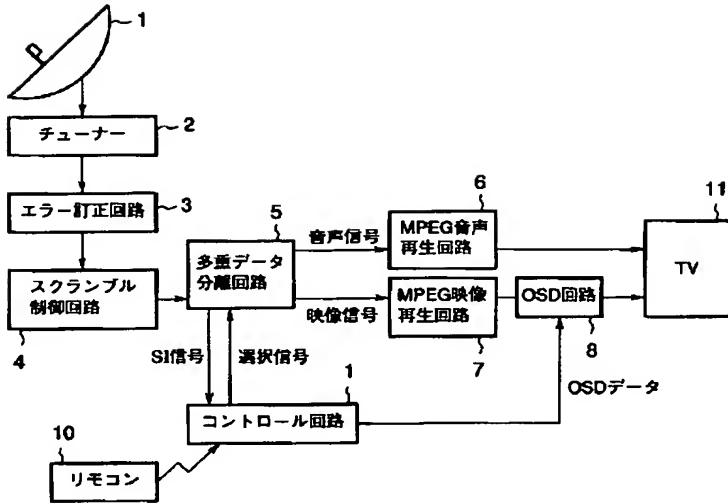 1
チューナー
2
エラー訂正回路
3
スクランブル
制御回路
4
多重データ
分離回路
5
音声信号
映像信号
MPEG音声
再生回路
6
MPEG映像
再生回路
7
OSD回路
8
TV
11
SI信号
選択信号
OSDデータ
コントロール回路
1
リモコン
10